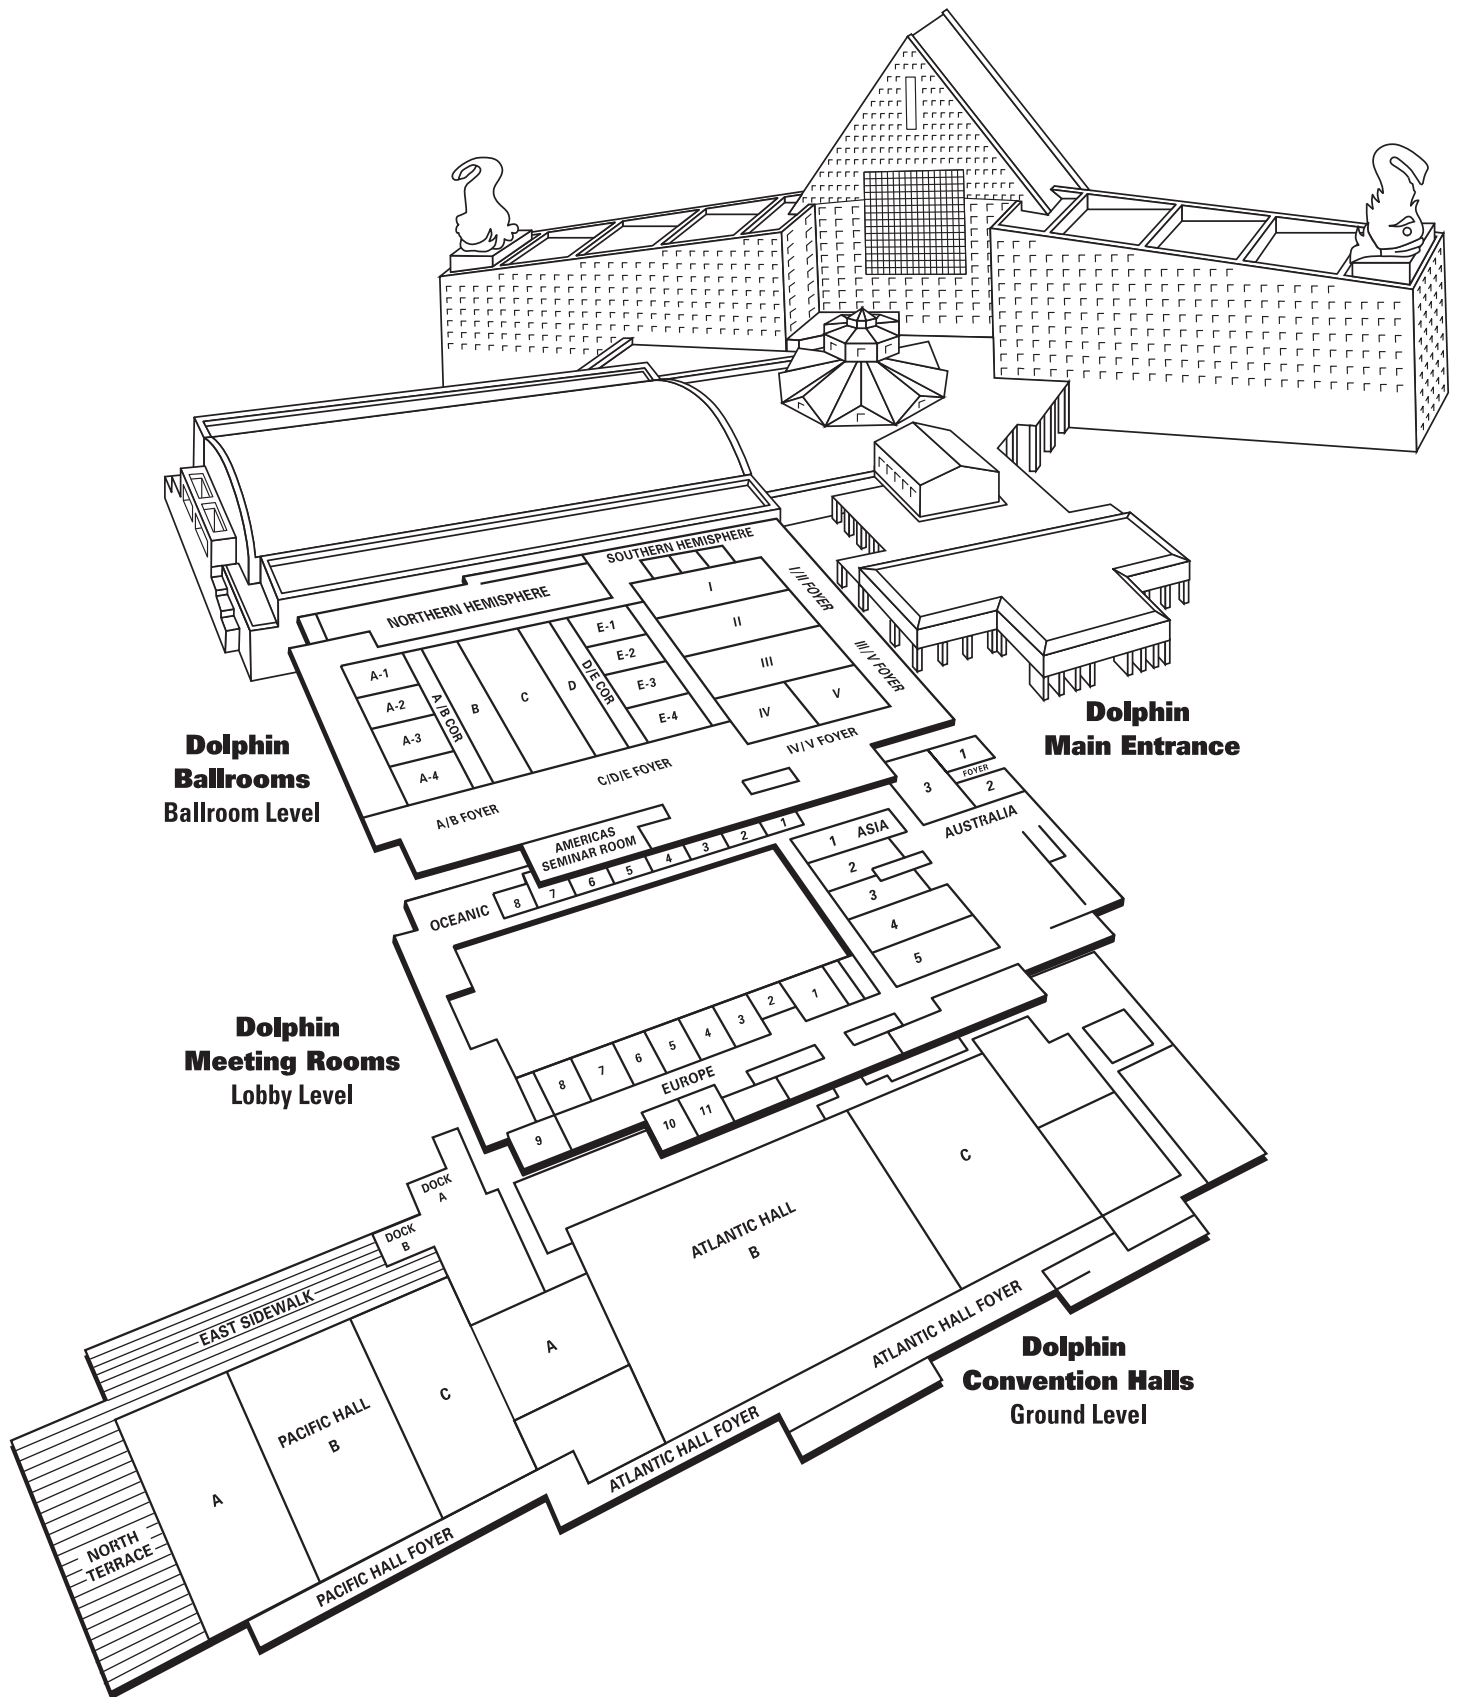 SOUTHERN HEMISPHERE
NORTHERN HEMISPHERE
I
II
III
IV
V
I/II FOYER
III/V FOYER
IV/V FOYER
A-1
A-2
A-3
A-4
A/B COR
B
C
D
D/E COR
E-1
E-2
E-3
E-4
C/D/E FOYER
A/B FOYER
AMERICAS
SEMINAR ROOM
Dolphin
Ballrooms
Ballroom Level
Dolphin
Main Entrance
1
FOYER
2
3
AUSTRALIA
1 ASIA
2
3
4
5
OCEANIC
8
7
6
5
4
3
2
1
1
2
3
4
5
6
7
8
EUROPE
9
10
11
Dolphin
Meeting Rooms
Lobby Level
DOCK
A
DOCK
B
EAST SIDEWALK
ATLANTIC HALL
B
C
A
ATLANTIC HALL FOYER
ATLANTIC HALL FOYER
Dolphin
Convention Halls
Ground Level
PACIFIC HALL
B
C
A
NORTH
TERRACE
PACIFIC HALL FOYER